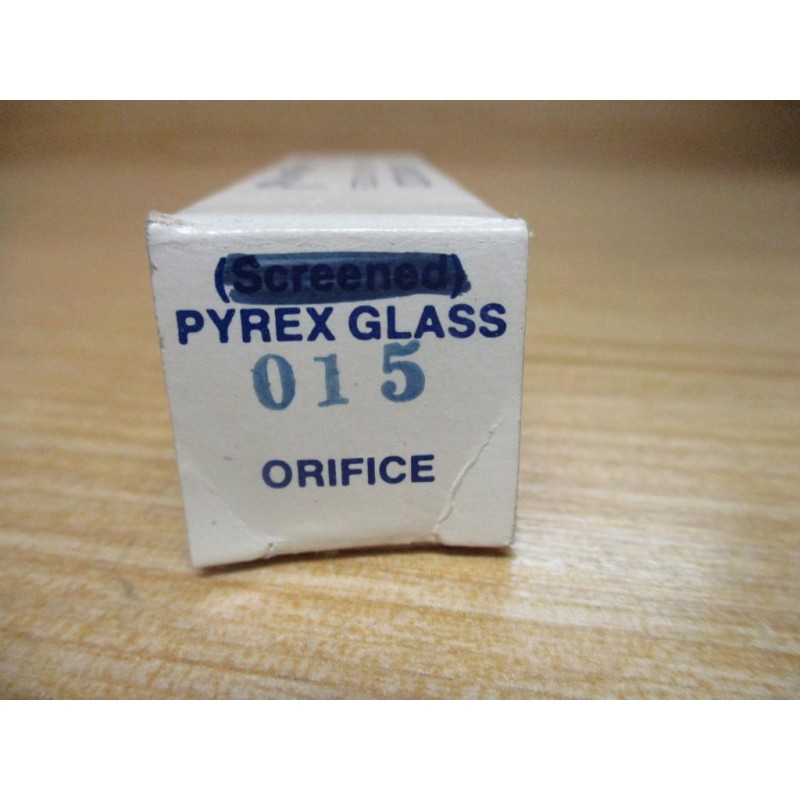 (Screened)
PYREX GLASS
015
ORIFICE